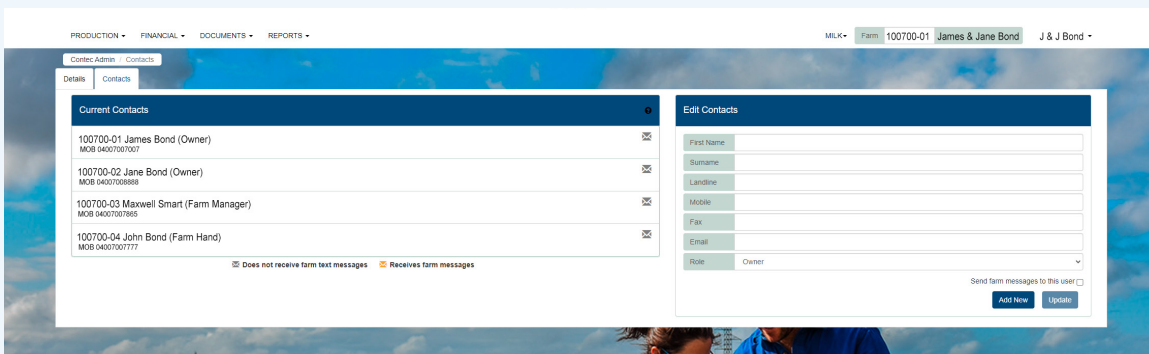 PRODUCTION FINANCIAL DOCUMENTS REPORTS MILK Farm 100700-01 James & Jane Bond J & J Bond
Contec Admin / Contacts
Details Contacts
Current Contacts
100700-01 James Bond (Owner)
MOB 04007007007
100700-02 Jane Bond (Owner)
MOB 04007008888
100700-03 Maxwell Smart (Farm Manager)
MOB 04007007865
100700-04 John Bond (Farm Hand)
MOB 04007007777
Does not receive farm text messages Receives farm messages
Edit Contacts
First Name
Surname
Landline
Mobile
Fax
Email
Role Owner
Send farm messages to this user
Add New Update